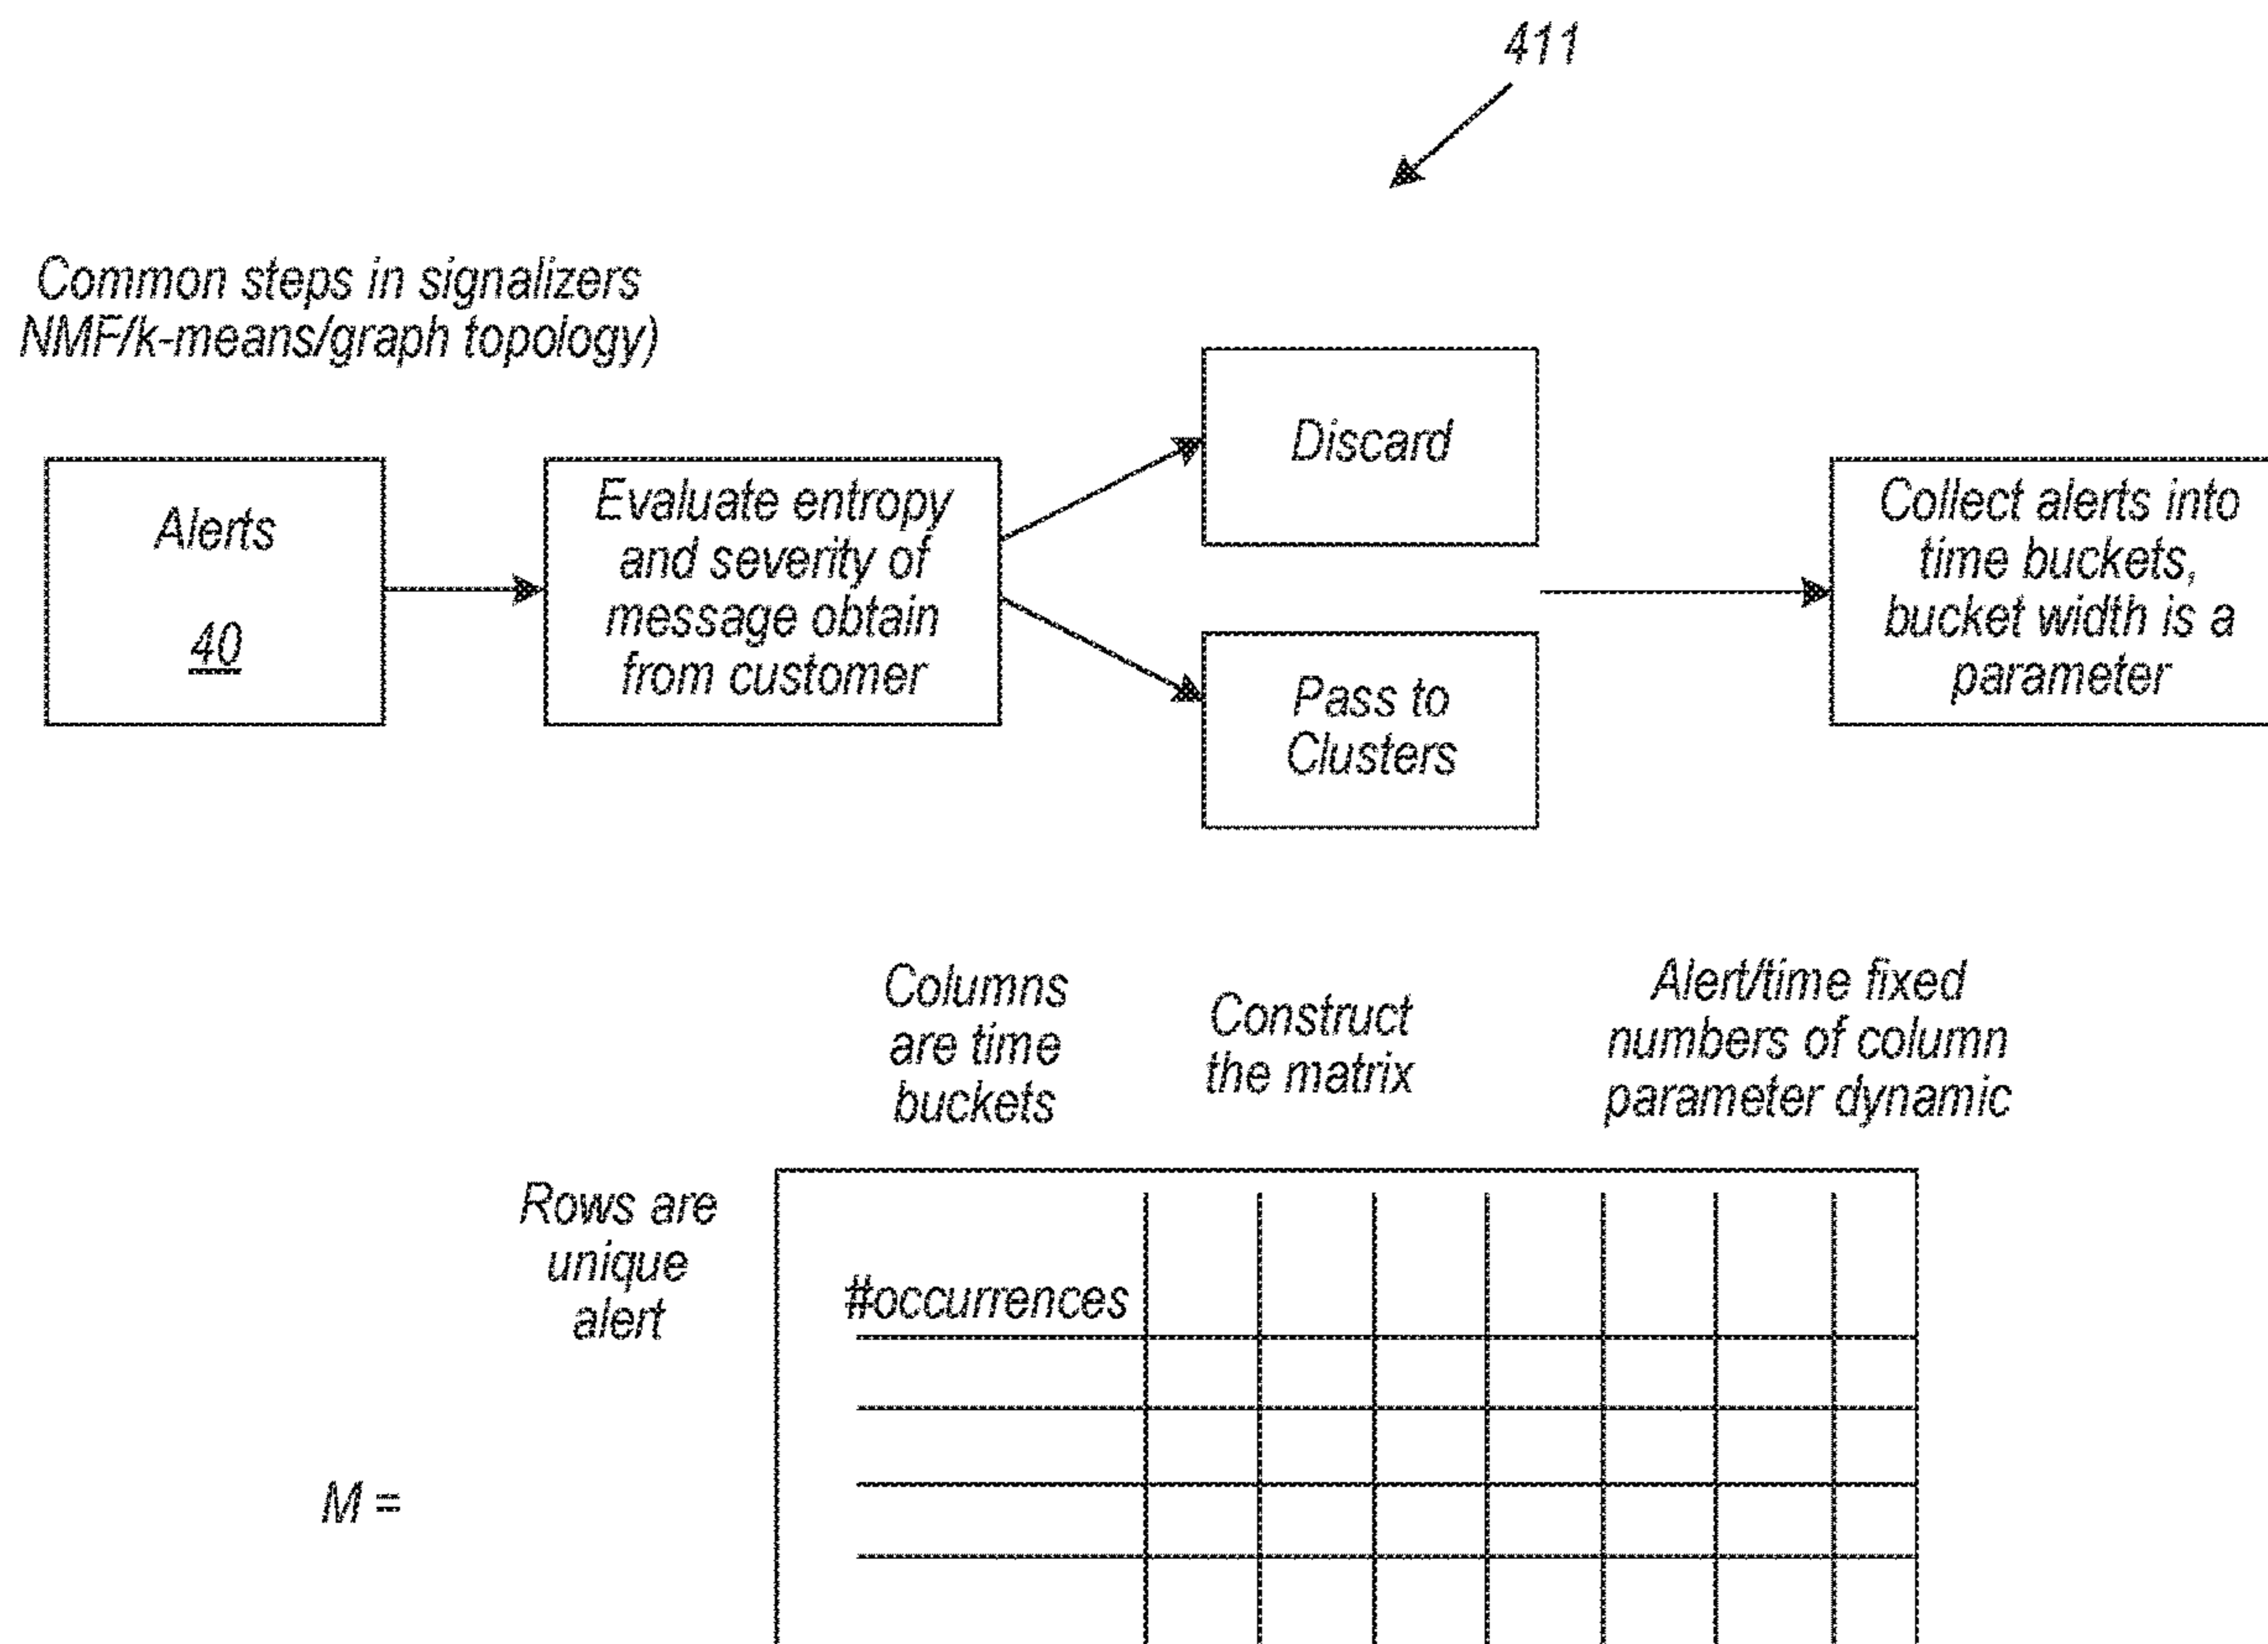 411
Common steps in signalizers
NMF/k-means/graph topology)
Alerts
40
Evaluate entropy
and severity of
message obtain
from customer
Discard
Pass to
Clusters
Collect alerts into
time buckets,
bucket width is a
parameter
Columns
are time
buckets
Construct
the matrix
Alert/time fixed
numbers of column
parameter dynamic
Rows are
unique
alert
#occurrences
M =